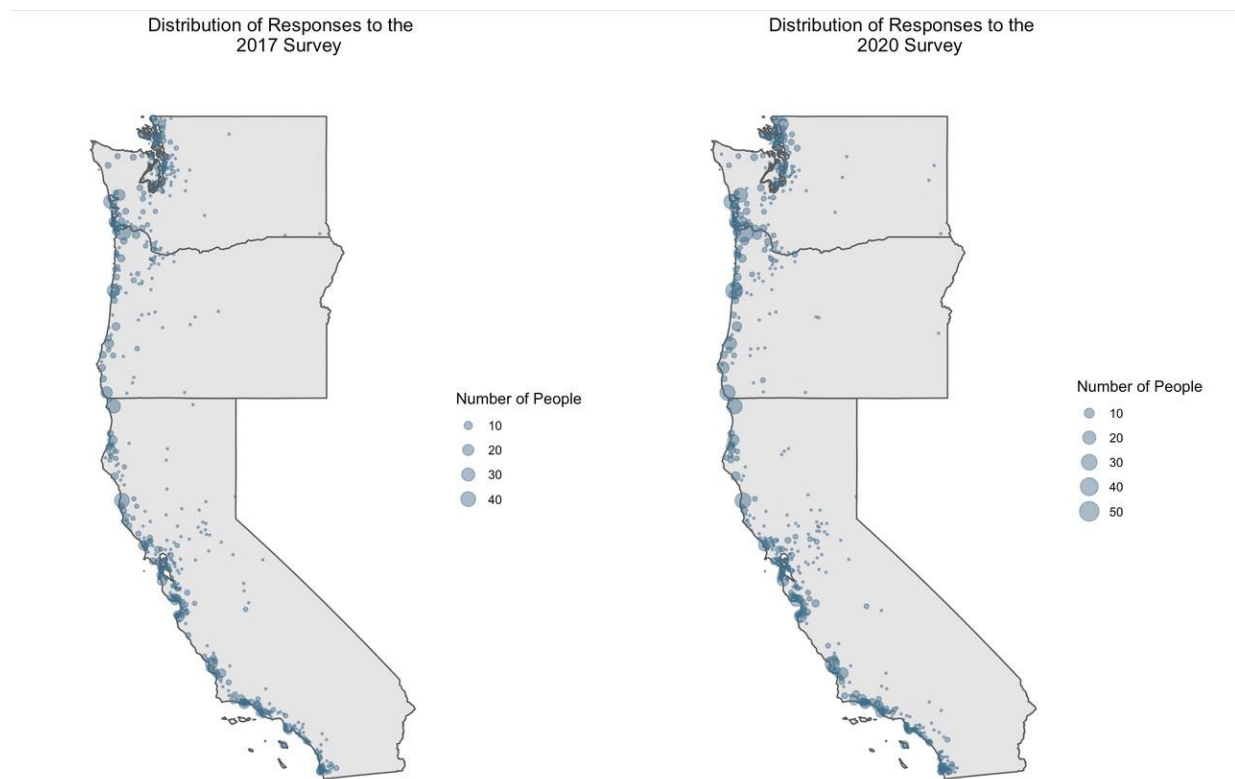 Distribution of Responses to the
2017 Survey
Number of People
10
20
30
40
Distribution of Responses to the
2020 Survey
Number of People
10
20
30
40
50